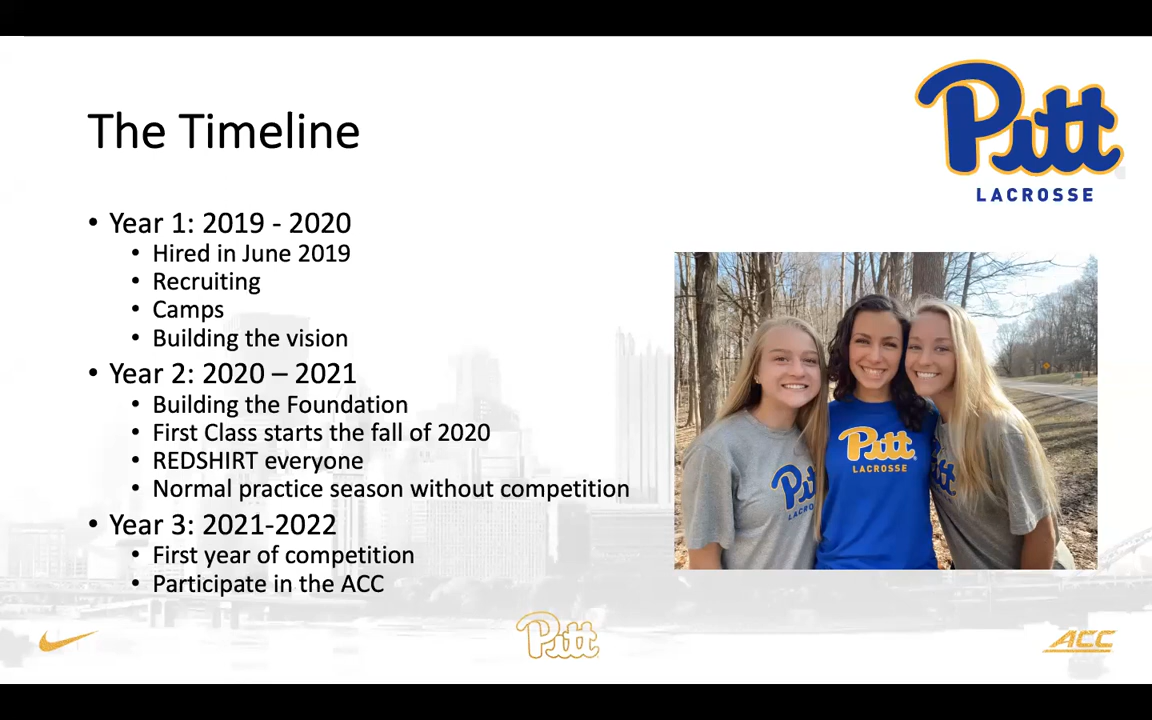 Pitt
LACROSSE
The Timeline
• Year 1: 2019 - 2020
• Hired in June 2019
• Recruiting
• Camps
• Building the vision
• Year 2: 2020 – 2021
• Building the Foundation
• First Class starts the fall of 2020
• REDSHIRT everyone
• Normal practice season without competition
• Year 3: 2021-2022
• First year of competition
• Participate in the ACC
Pitt
LACROSSE
Pitt
ACC